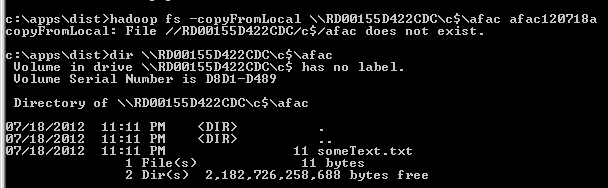 c:\apps\dist>hadoop fs -copyFromLocal \\RD00155D422CDC\c$\afac afac120718a
copyFromLocal: File //RD00155D422CDC/c$/afac does not exist.
c:\apps\dist>dir \\RD00155D422CDC\c$\afac
 Volume in drive \\RD00155D422CDC\c$ has no label.
 Volume Serial Number is D8D1-D489
 Directory of \\RD00155D422CDC\c$\afac
07/18/2012  11:11 PM    <DIR>          .
07/18/2012  11:11 PM    <DIR>          ..
07/18/2012  11:11 PM                11 someText.txt
               1 File(s)             11 bytes
               2 Dir(s)  2,182,726,258,688 bytes free